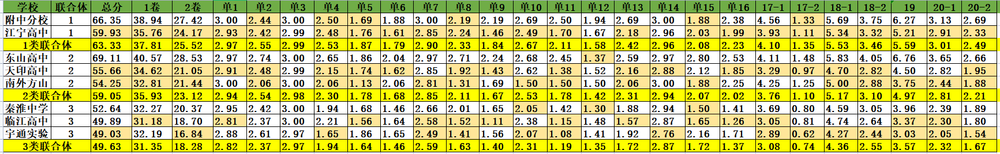 学校 联合体 总分 1卷 2卷 单1 单2 单3 单4 单5 单6 单7 单8 单9 单10 单11 单12 单13 单14 单15 单16 17-1 17-2 18-1 18-2 19 20-1 20-2
附中分校 1 66.35 38.94 27.42 3.00 2.44 3.00 2.50 1.69 1.88 3.00 2.19 2.19 2.69 2.50 1.94 2.69 3.00 1.88 2.38 4.56 1.33 5.69 3.75 6.27 3.13 2.69
江宁高中 1 59.93 35.76 24.17 2.93 2.42 2.99 2.48 1.76 1.61 2.85 2.24 1.46 2.49 1.70 1.67 2.18 2.96 2.03 1.99 3.93 1.11 5.34 3.32 5.21 2.91 2.33
1类联合体 63.33 37.81 25.52 2.97 2.55 2.99 2.53 1.87 1.79 2.90 2.33 1.84 2.67 2.11 1.58 2.42 2.96 2.08 2.23 4.10 1.35 5.53 3.46 5.59 3.01 2.49
东山高中 2 69.11 40.57 28.53 2.97 2.74 3.00 2.65 1.86 2.04 2.97 2.71 2.24 2.68 2.45 1.37 2.59 2.97 2.80 2.53 4.11 1.48 5.83 4.05 6.76 3.65 2.66
天印高中 2 55.66 34.62 21.05 2.91 2.48 2.99 2.15 1.74 1.62 2.85 1.92 1.43 2.62 1.38 1.52 2.16 2.88 2.12 1.85 3.29 0.97 4.70 2.82 4.50 2.82 1.95
南外方山 2 54.25 32.81 21.44 3.00 2.06 3.00 2.06 1.13 2.06 2.81 1.31 1.69 1.50 1.50 1.50 2.06 3.00 1.88 2.25 4.25 1.25 5.00 2.88 3.75 2.44 1.88
2类联合体 59.05 35.93 23.12 2.94 2.54 2.98 2.30 1.78 1.68 2.85 2.11 1.67 2.53 1.78 1.42 2.31 2.94 2.07 2.02 3.76 1.10 5.17 3.10 4.97 2.81 2.21
秦淮中学 3 52.64 32.27 20.37 2.95 2.42 3.00 1.94 1.68 1.46 2.66 2.01 1.65 2.05 1.42 1.30 1.88 2.94 1.50 1.41 3.69 0.80 4.59 3.05 3.96 2.39 1.89
临江高中 3 49.89 31.18 18.70 2.81 2.37 3.00 2.21 1.56 1.64 2.58 1.52 1.11 2.38 1.15 1.48 1.57 2.87 1.65 1.26 3.05 0.81 4.74 2.64 3.37 2.30 1.80
宁通实验 3 49.03 32.19 16.84 2.88 2.61 2.97 1.65 1.86 1.65 2.49 1.41 1.56 2.07 1.08 1.41 1.92 2.76 2.16 1.71 2.89 0.62 4.27 2.44 3.03 2.05 1.54
3类联合体 49.63 31.35 18.28 2.82 2.37 2.97 1.94 1.64 1.46 2.59 1.63 1.40 2.31 1.19 1.35 1.72 2.87 1.72 1.37 3.08 0.74 4.36 2.55 3.57 2.32 1.67